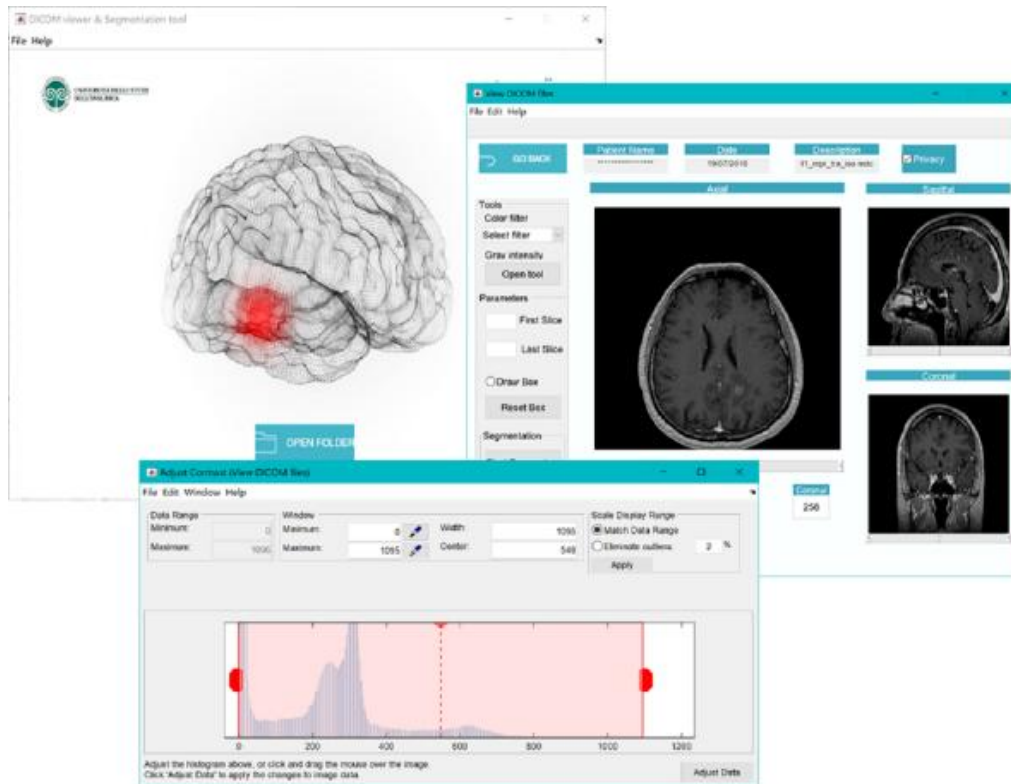 DICOM viewer & Segmentation tool
File Help
OPEN FOLDER
View DICOM files
File Edit Help
GO BACK
Patient Name
Date
Description
***************
19/07/2016
Privacy
Axial
Sagittal
Tools
Color filter
Select filter
Gray intensity
Open tool
Parameters
First Slice
Last Slice
Draw Box
Reset Box
Segmentation
Coronal
Coronal
256
Adjust Contrast (View DICOM files)
File Edit Window Help
Data Range
Minimum: 0
Maximum: 1095
Window
Minimum: 0
Maximum: 1095
Width: 1095
Center: 548
Scale Display Range
Match Data Range
Eliminate outliers: 2 %
Apply
0 200 400 600 800 1000 1200
Adjust the histogram above, or click and drag the mouse over the image.
Click 'Adjust Data' to apply the changes to image data.
Adjust Data